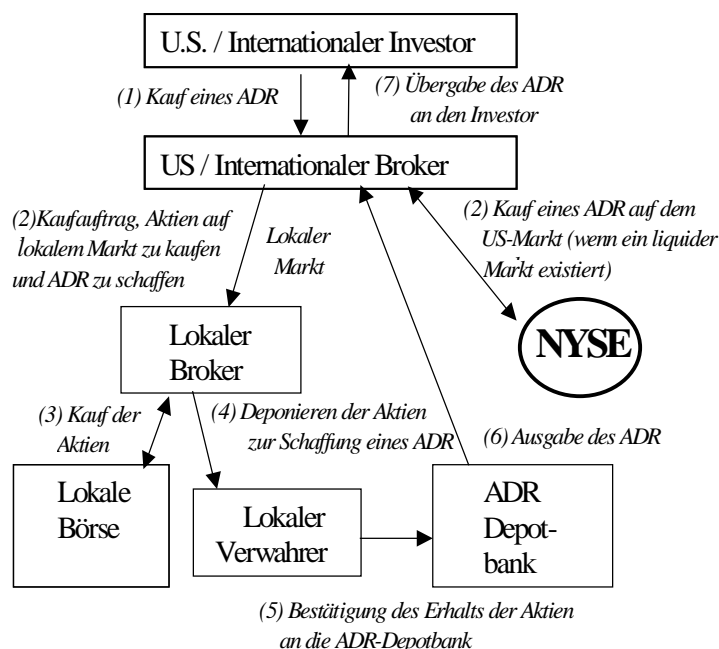 U.S. / Internationaler Investor
(1) Kauf eines ADR
(7) Übergabe des ADR
an den Investor
US / Internationaler Broker
(2)Kaufauftrag, Aktien auf
lokalem Markt zu kaufen
und ADR zu schaffen
Lokaler
Markt
(2) Kauf eines ADR auf dem
US-Markt (wenn ein liquider
Markt existiert)
Lokaler
Broker
NYSE
(3) Kauf der
Aktien
(4) Deponieren der Aktien
zur Schaffung eines ADR
(6) Ausgabe des ADR
Lokale
Börse
Lokaler
Verwahrer
ADR
Depot-
bank
(5) Bestätigung des Erhalts der Aktien
an die ADR-Depotbank